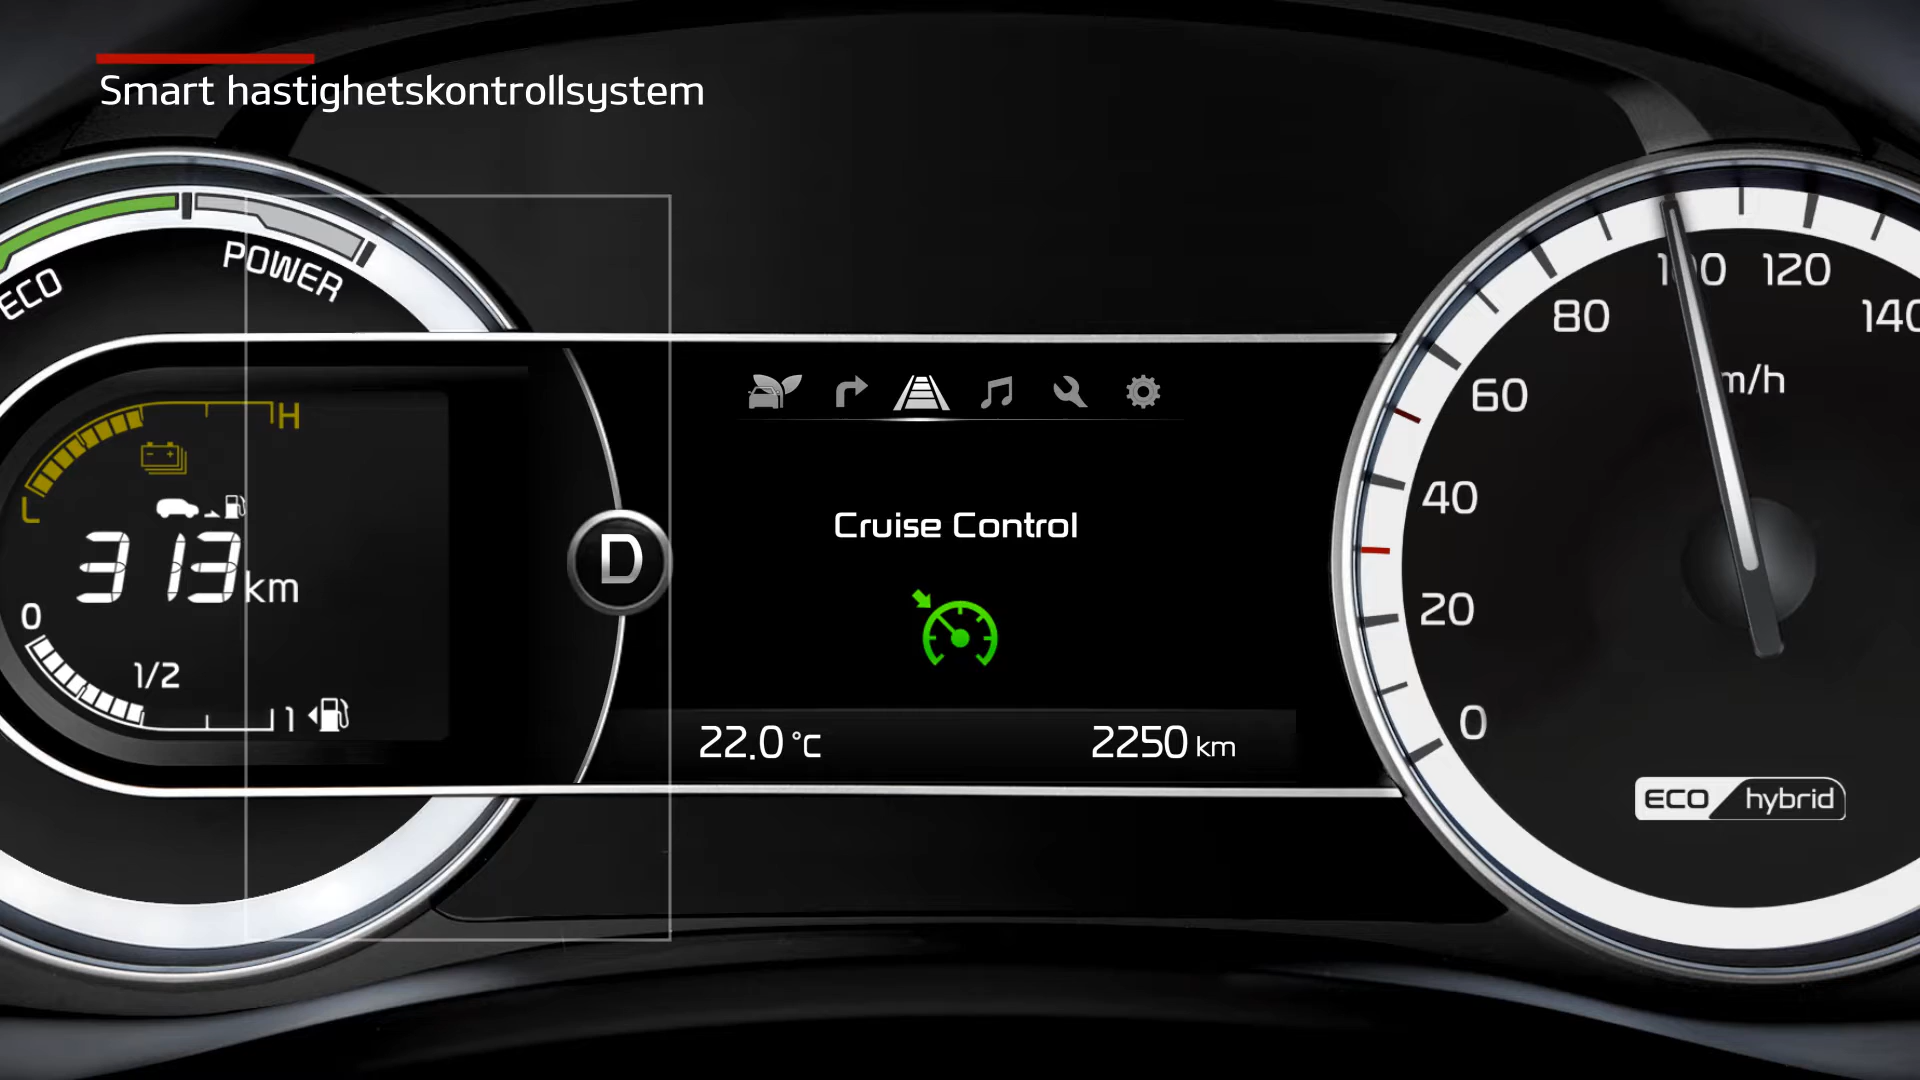 Smart hastighetskontrollsystem
ECO
POWER
H
L
313 km
0
1/2
1
D
Cruise Control
22.0 °C
2250 km
0
20
40
60
80
100
120
140
m/h
ECO hybrid